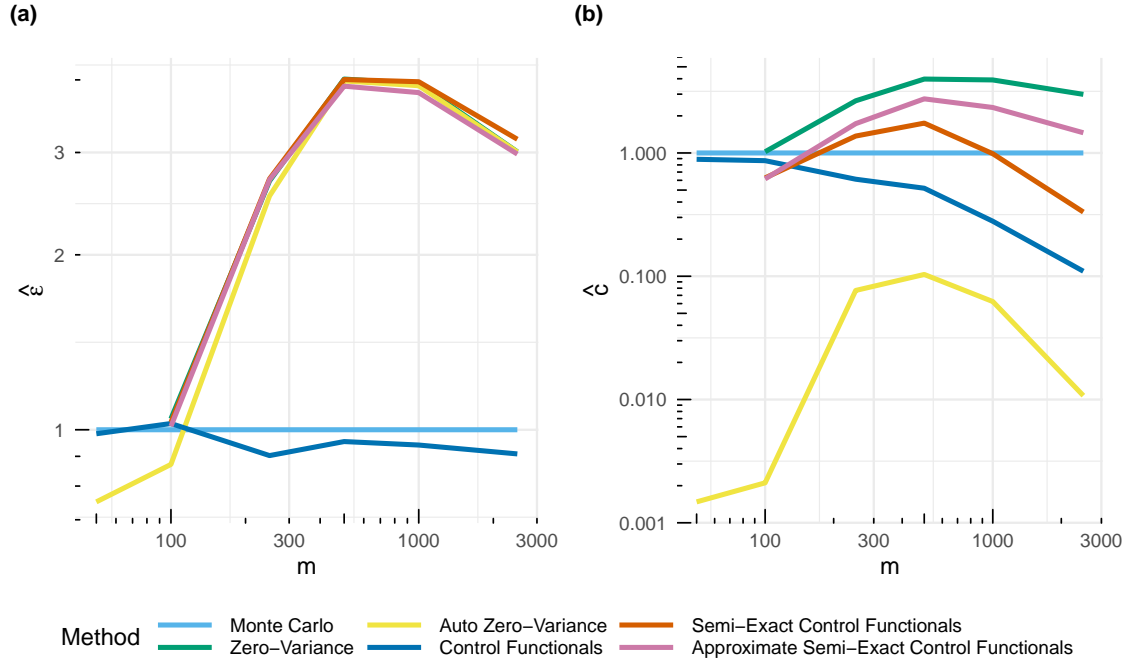 (a)
3
2
1
ε̂
100 300 1000 3000
m
(b)
1.000
0.100
0.010
0.001
ĉ
100 300 1000 3000
m
Method Monte Carlo Auto Zero−Variance Semi−Exact Control Functionals
Zero−Variance Control Functionals Approximate Semi−Exact Control Functionals